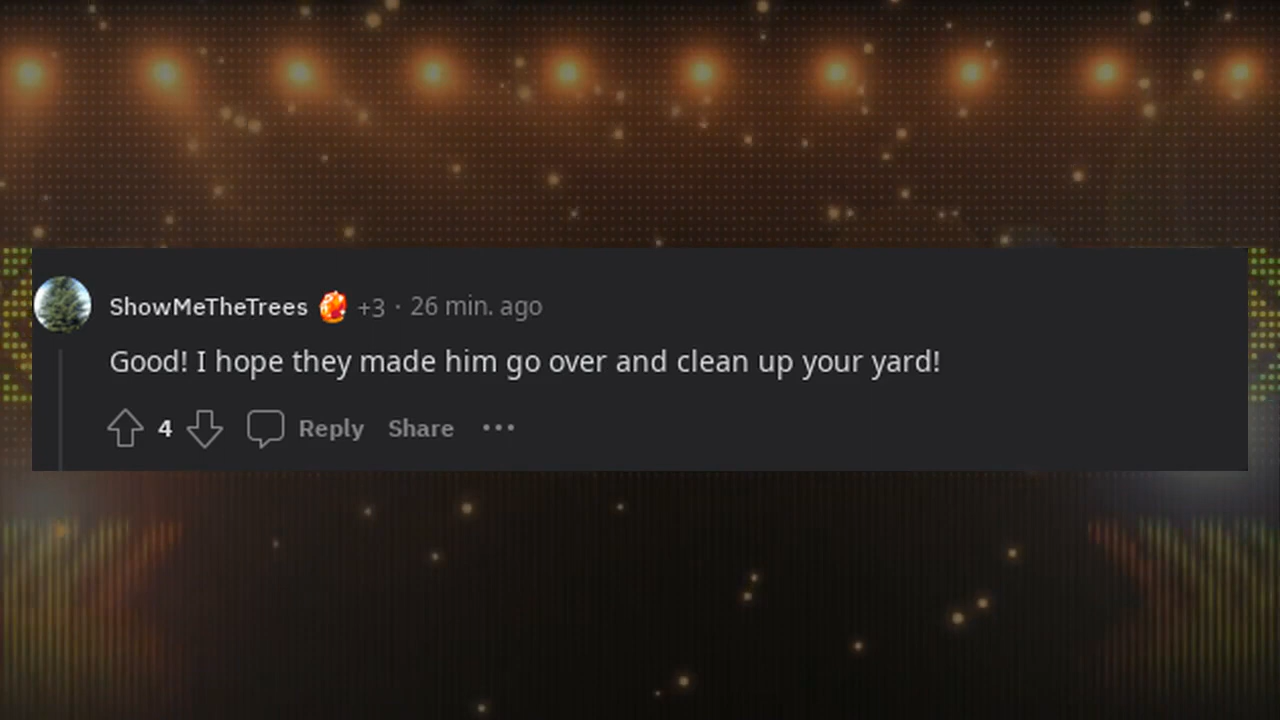 ShowMeTheTrees +3 · 26 min. ago
Good! I hope they made him go over and clean up your yard!
4 Reply Share